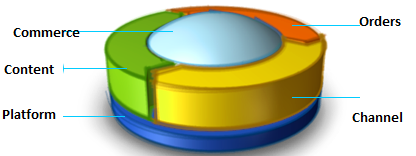 Commerce
Orders
Content
Platform
Channel